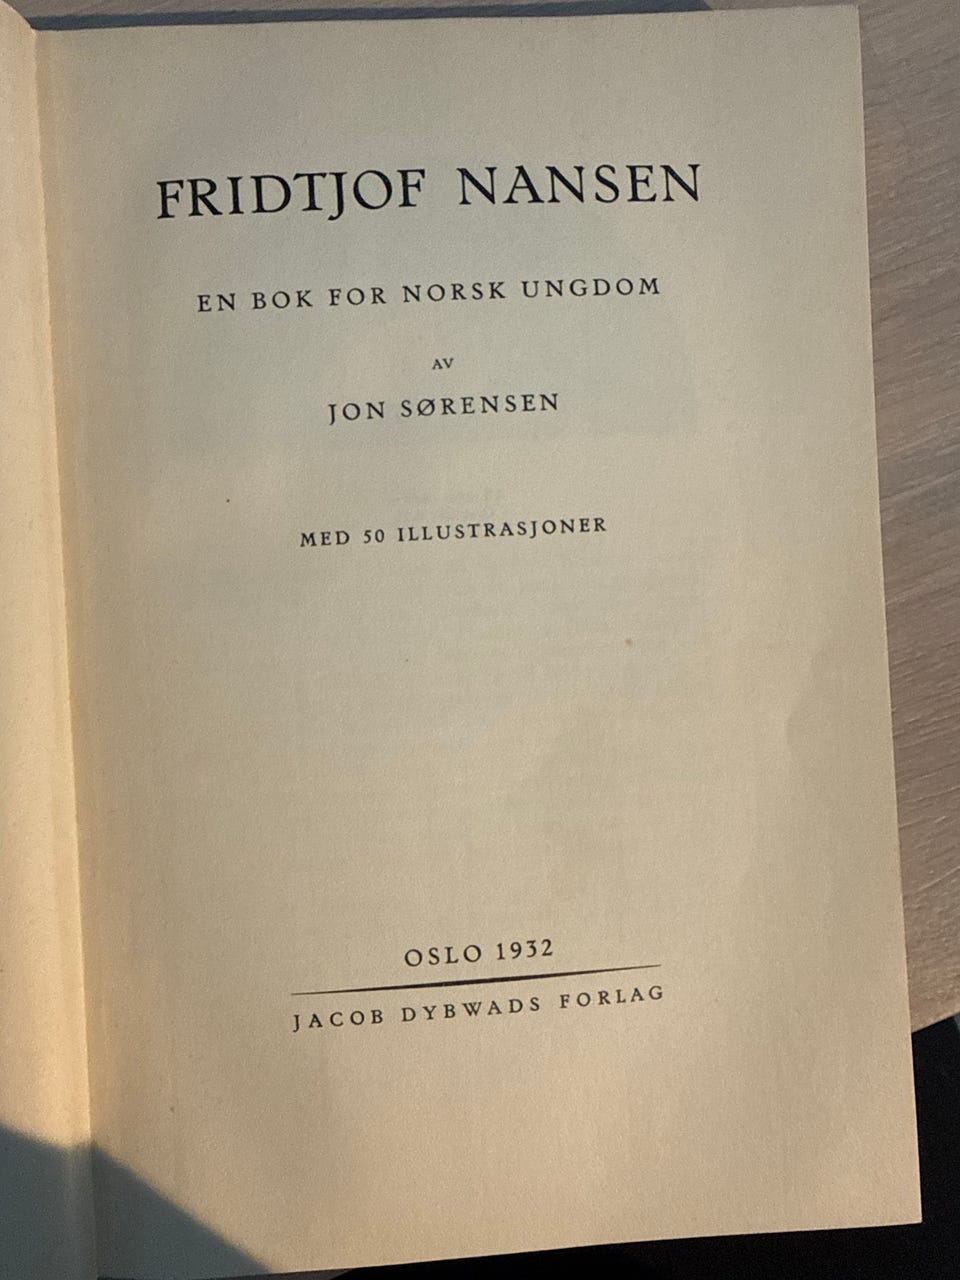 FRIDTJOF NANSEN
EN BOK FOR NORSK UNGDOM
AV
JON SØRENSEN
MED 50 ILLUSTRASJONER
OSLO 1932
JACOB DYBWADS FORLAG